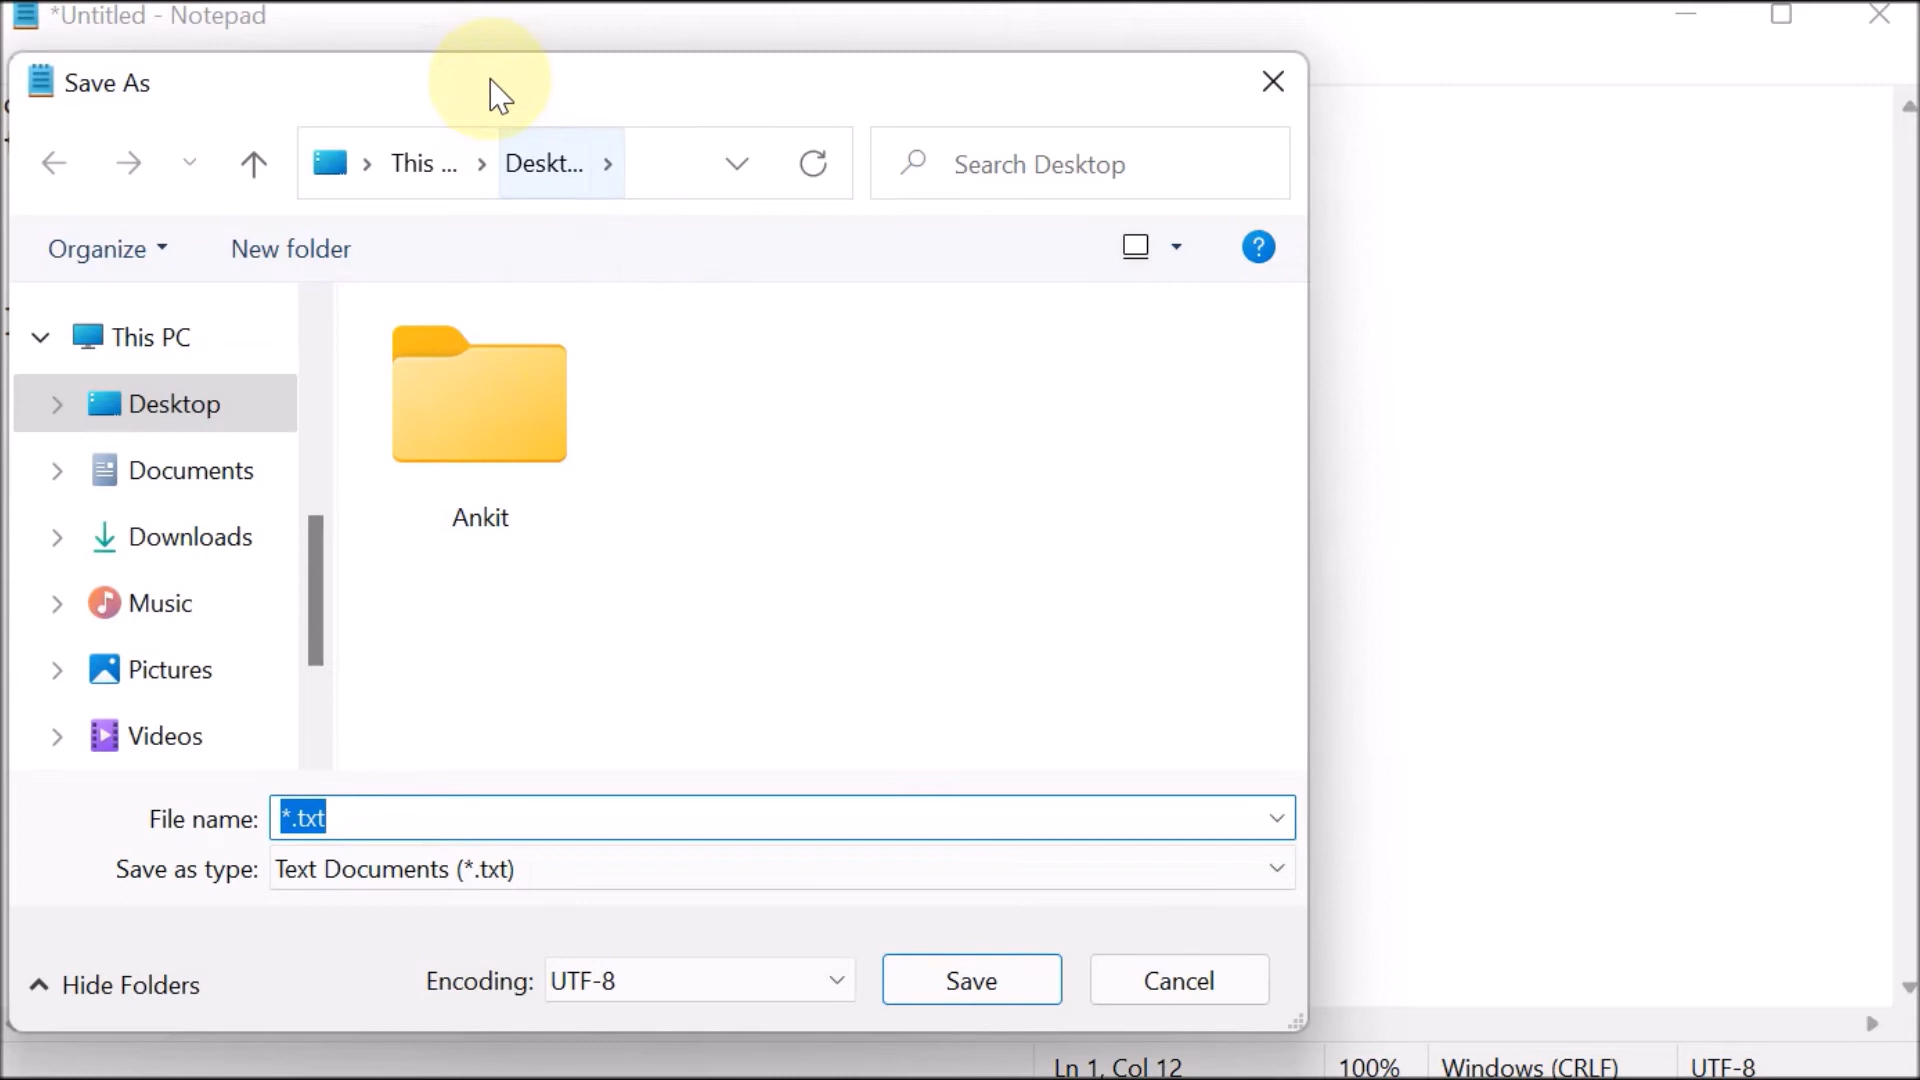 *Untitled - Notepad
Save As
This ... Deskt...
Search Desktop
Organize
New folder
?
This PC
Desktop
Documents
Downloads
Music
Pictures
Videos
Ankit
File name: *.txt
Save as type: Text Documents (*.txt)
Hide Folders
Encoding: UTF-8
Save
Cancel
Ln 1, Col 12
100%
Windows (CRLF)
UTF-8